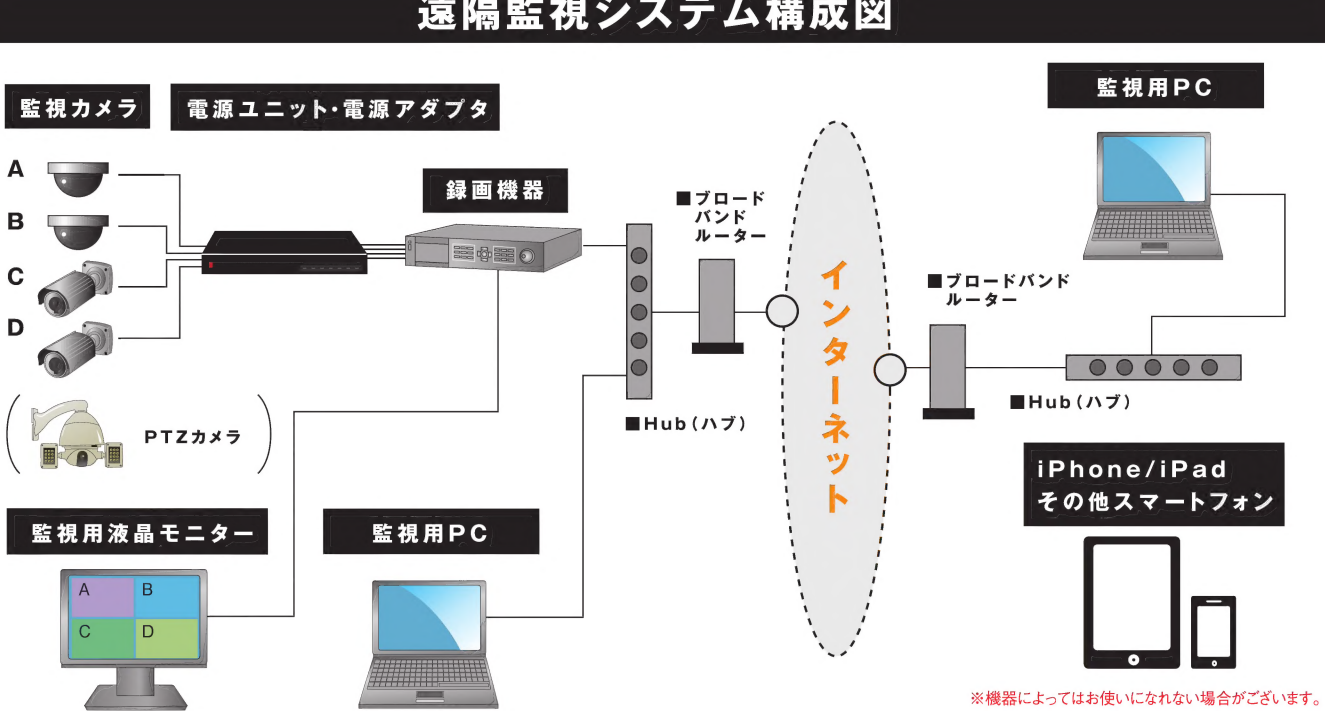 遠隔監視システム構成図
監視カメラ
電源ユニット・電源アダプタ
監視用PC
A
B
C
D
録画機器
■ブロード
バンド
ルーター
インターネット
■ブロードバンド
ルーター
■Hub(ハブ)
■Hub(ハブ)
PTZカメラ
iPhone/iPad
その他スマートフォン
監視用液晶モニター
監視用PC
A
B
C
D
※機器によってはお使いになれない場合がございます。